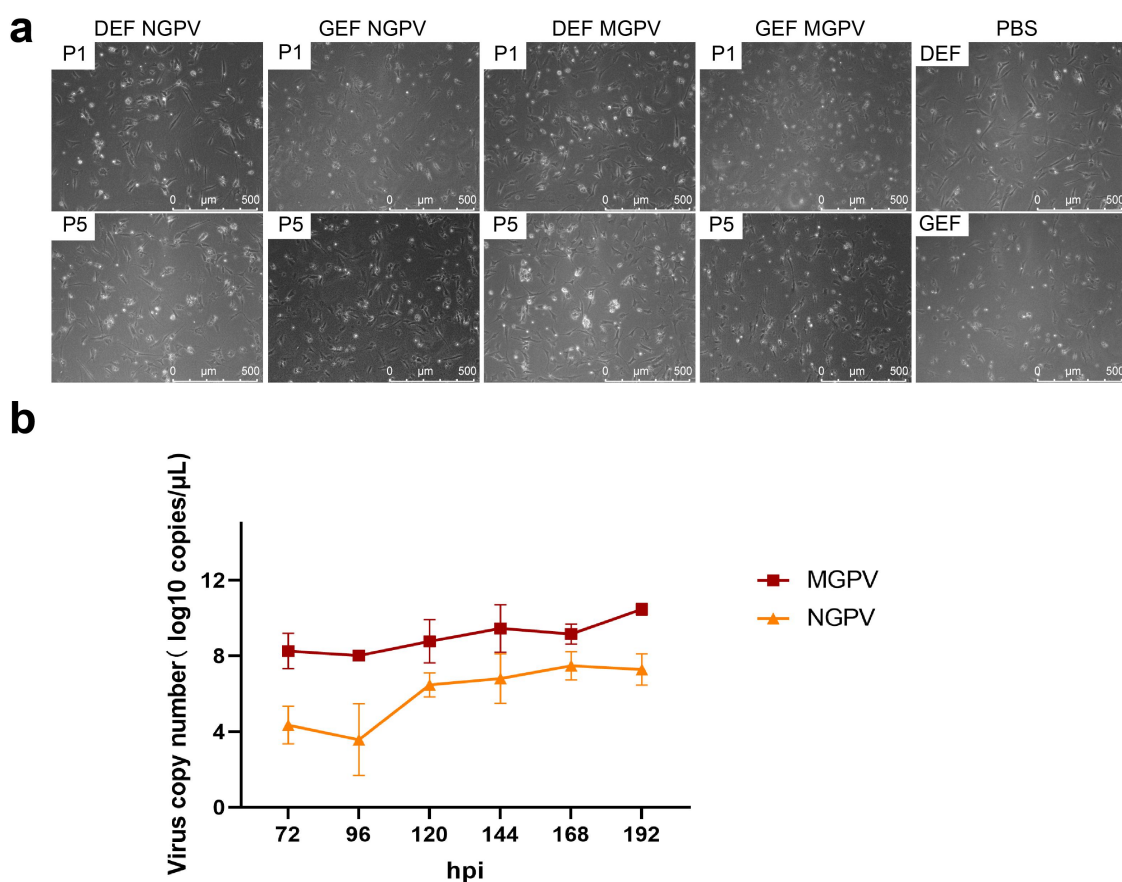 a
DEF NGPV GEF NGPV DEF MGPV GEF MGPV PBS
P1 P1 P1 P1 DEF
0 µm 500 0 µm 500 0 µm 500 0 µm 500 0 µm 500
P5 P5 P5 P5 GEF
0 µm 500 0 µm 500 0 µm 500 0 µm 500 0 µm 500
b
Virus copy number( log10 copies/µL)
12
8
4
0
72 96 120 144 168 192
hpi
MGPV
NGPV